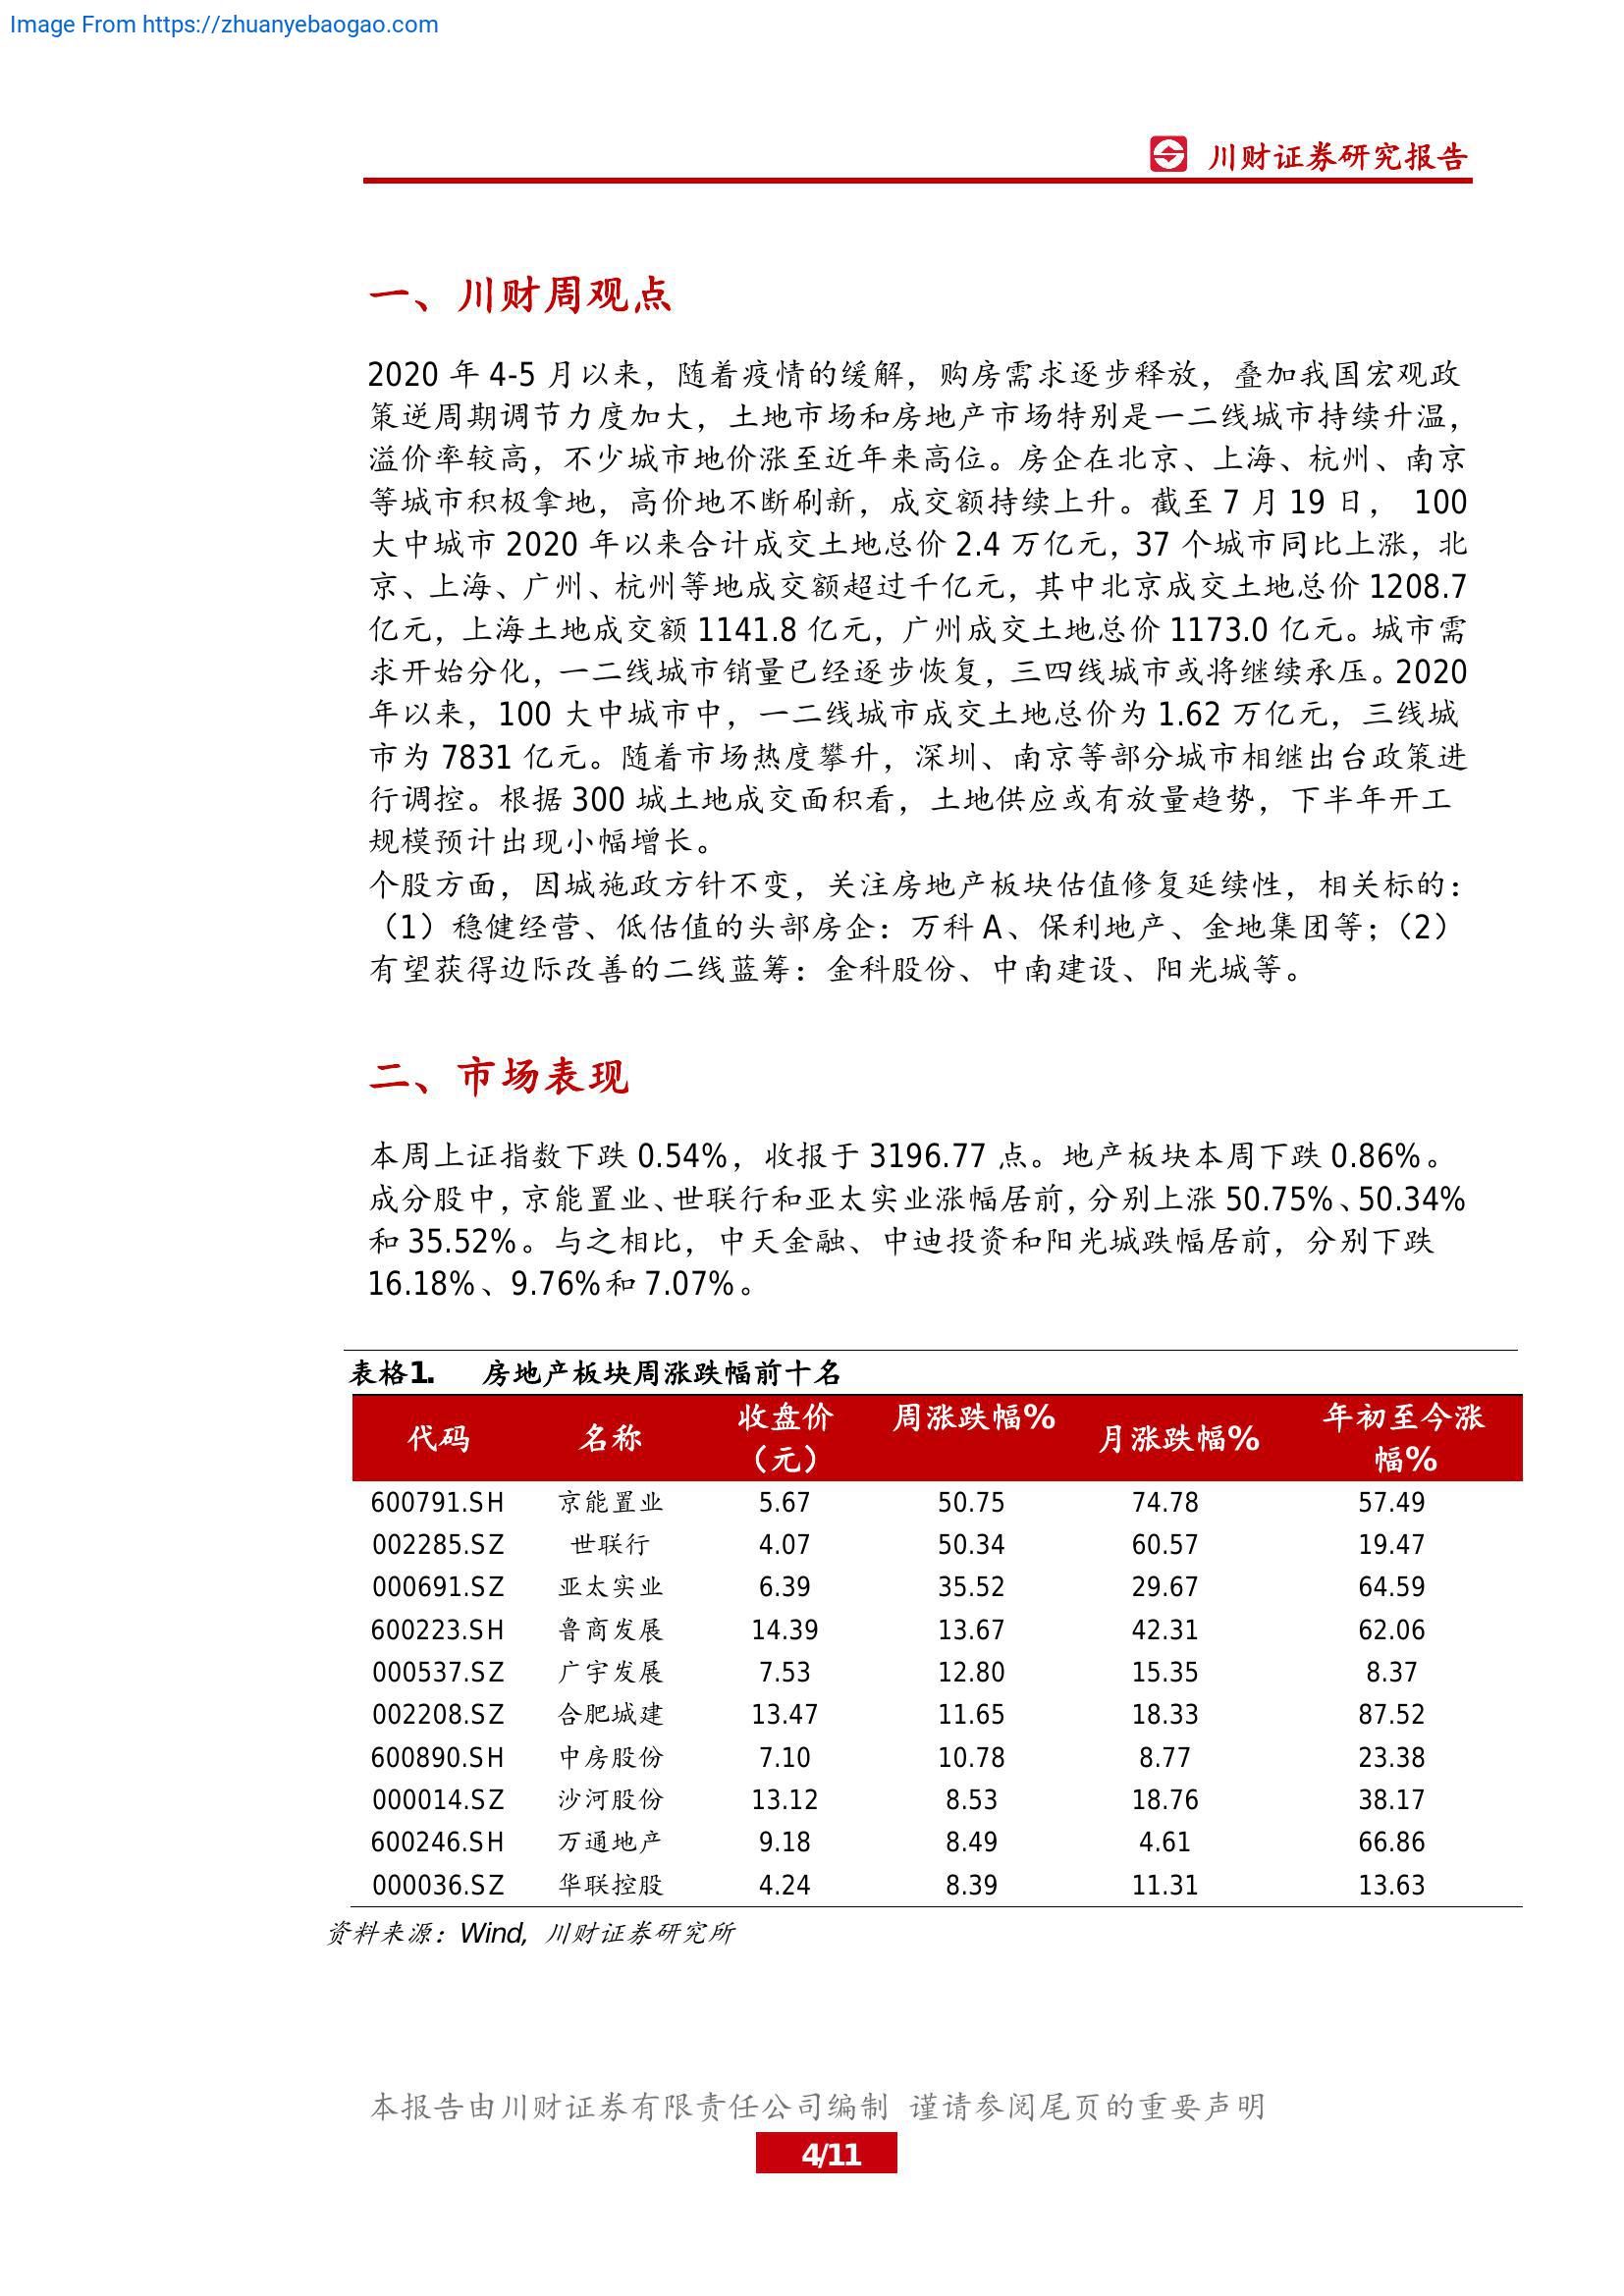 Image From https://zhuanyebaogao.com
川财证券研究报告
一、川财周观点
2020 年 4-5 月以来，随着疫情的缓解，购房需求逐步释放，叠加我国宏观政
策逆周期调节力度加大，土地市场和房地产市场特别是一二线城市持续升温，
溢价率较高，不少城市地价涨至近年来高位。房企在北京、上海、杭州、南京
等城市积极拿地，高价地不断刷新，成交额持续上升。截至 7 月 19 日， 100
大中城市 2020 年以来合计成交土地总价 2.4 万亿元，37 个城市同比上涨，北
京、上海、广州、杭州等地成交额超过千亿元，其中北京成交土地总价 1208.7
亿元，上海土地成交额 1141.8 亿元，广州成交土地总价 1173.0 亿元。城市需
求开始分化，一二线城市销量已经逐步恢复，三四线城市或将继续承压。2020
年以来，100 大中城市中，一二线城市成交土地总价为 1.62 万亿元，三线城
市为 7831 亿元。随着市场热度攀升，深圳、南京等部分城市相继出台政策进
行调控。根据 300 城土地成交面积看，土地供应或有放量趋势，下半年开工
规模预计出现小幅增长。
个股方面，因城施政方针不变，关注房地产板块估值修复延续性，相关标的：
（1）稳健经营、低估值的头部房企：万科 A、保利地产、金地集团等；（2）
有望获得边际改善的二线蓝筹：金科股份、中南建设、阳光城等。
二、市场表现
本周上证指数下跌 0.54%，收报于 3196.77 点。地产板块本周下跌 0.86%。
成分股中，京能置业、世联行和亚太实业涨幅居前，分别上涨 50.75%、50.34%
和 35.52%。与之相比，中天金融、中迪投资和阳光城跌幅居前，分别下跌
16.18%、9.76%和 7.07%。
表格1. 房地产板块周涨跌幅前十名
代码 名称 收盘价（元） 周涨跌幅% 月涨跌幅% 年初至今涨幅%
600791.SH 京能置业 5.67 50.75 74.78 57.49
002285.SZ 世联行 4.07 50.34 60.57 19.47
000691.SZ 亚太实业 6.39 35.52 29.67 64.59
600223.SH 鲁商发展 14.39 13.67 42.31 62.06
000537.SZ 广宇发展 7.53 12.80 15.35 8.37
002208.SZ 合肥城建 13.47 11.65 18.33 87.52
600890.SH 中房股份 7.10 10.78 8.77 23.38
000014.SZ 沙河股份 13.12 8.53 18.76 38.17
600246.SH 万通地产 9.18 8.49 4.61 66.86
000036.SZ 华联控股 4.24 8.39 11.31 13.63
资料来源：Wind，川财证券研究所
本报告由川财证券有限责任公司编制 谨请参阅尾页的重要声明
4/11